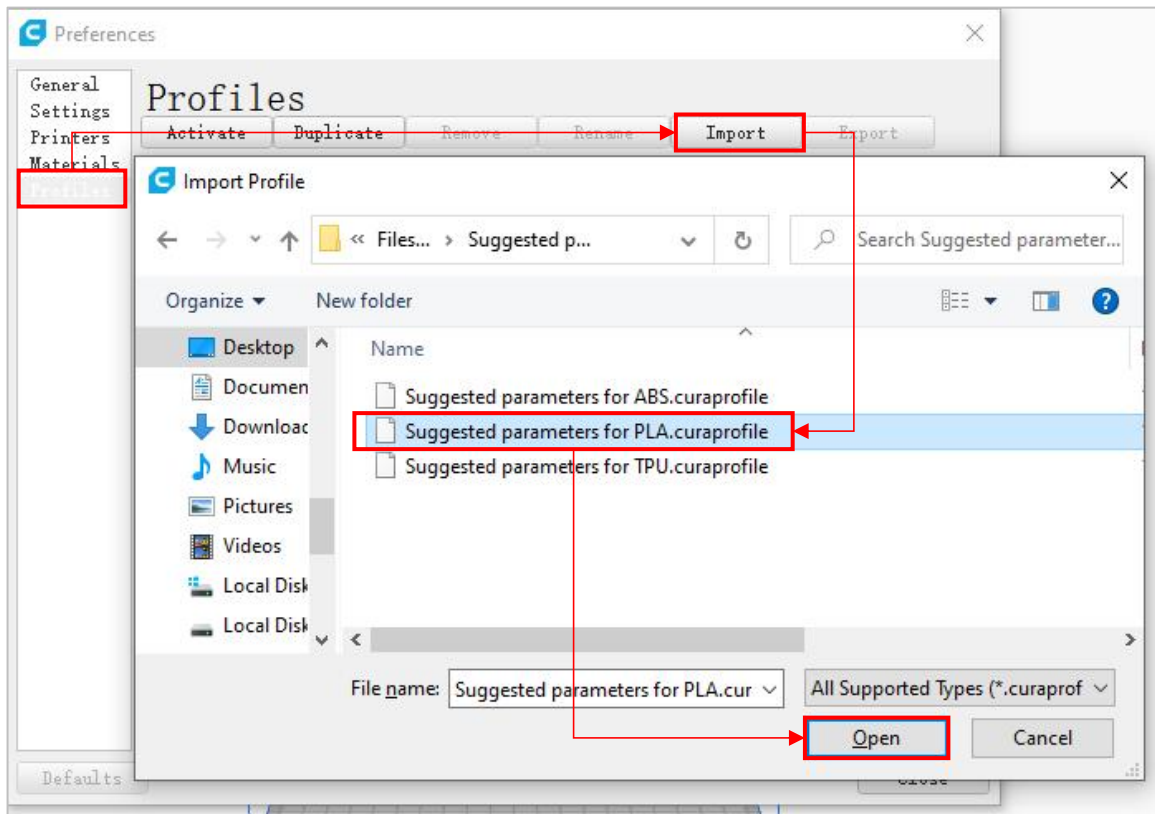 Preferences
General
Settings
Printers
Materials
Profiles
Profiles
Activate Duplicate Remove Rename Import Export
Import Profile
« Files... › Suggested p...
Search Suggested parameter...
Organize New folder
Desktop
Documen
Downloac
Music
Pictures
Videos
Local Disk
Local Disk
Name
Suggested parameters for ABS.curaprofile
Suggested parameters for PLA.curaprofile
Suggested parameters for TPU.curaprofile
File name: Suggested parameters for PLA.cur All Supported Types (*.curaprof
Open Cancel
Defaults Close